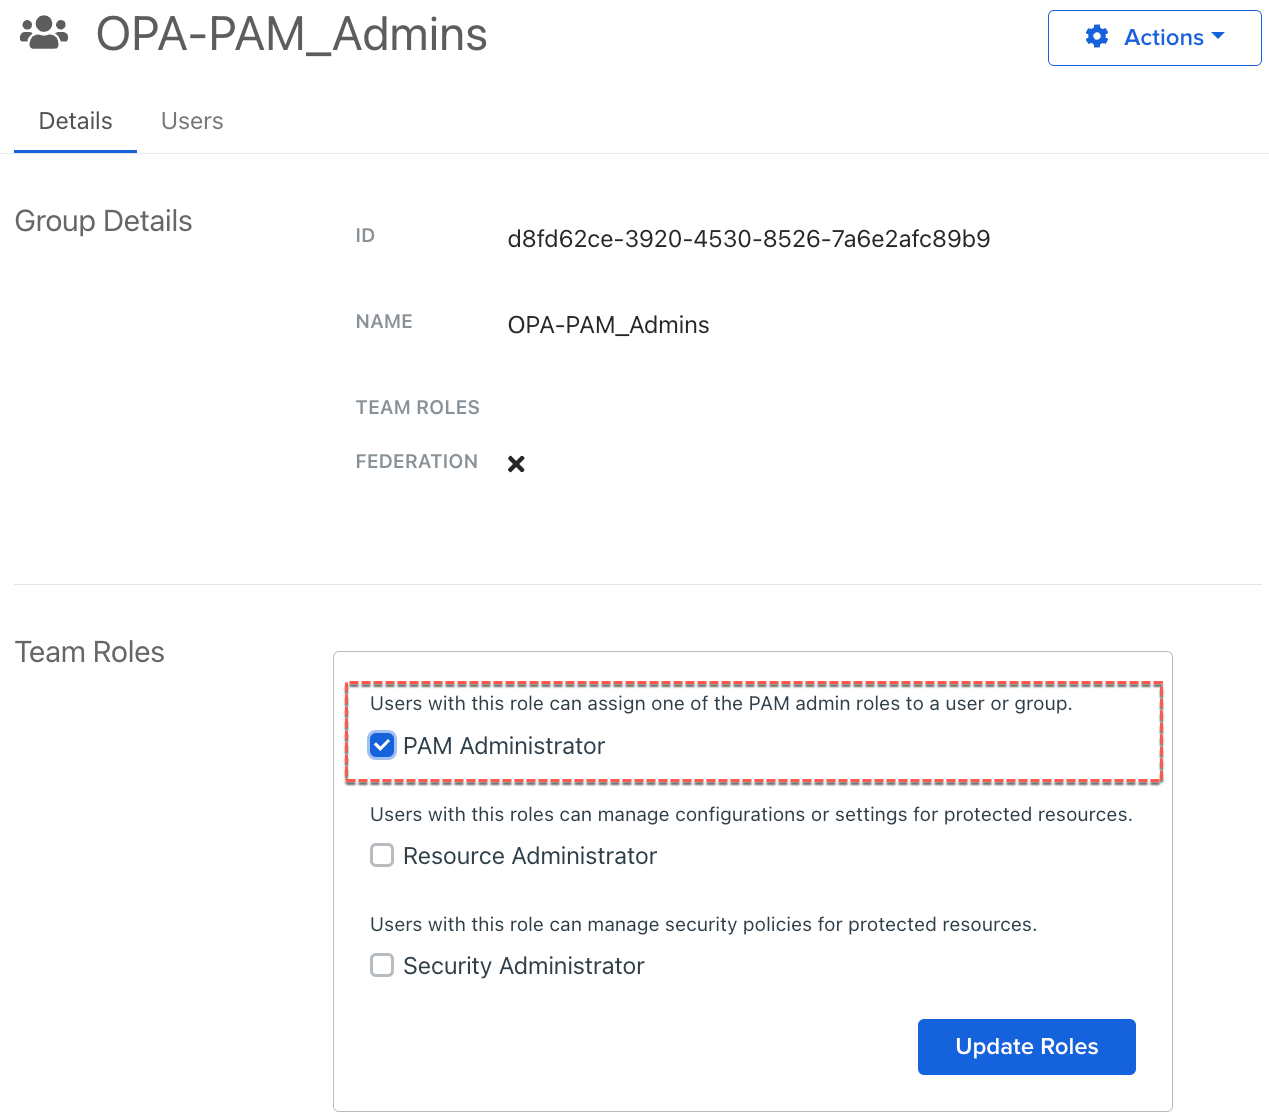 OPA-PAM_Admins
Actions
Details
Users
Group Details
ID
d8fd62ce-3920-4530-8526-7a6e2afc89b9
NAME
OPA-PAM_Admins
TEAM ROLES
FEDERATION
Team Roles
Users with this role can assign one of the PAM admin roles to a user or group.
PAM Administrator
Users with this roles can manage configurations or settings for protected resources.
Resource Administrator
Users with this role can manage security policies for protected resources.
Security Administrator
Update Roles